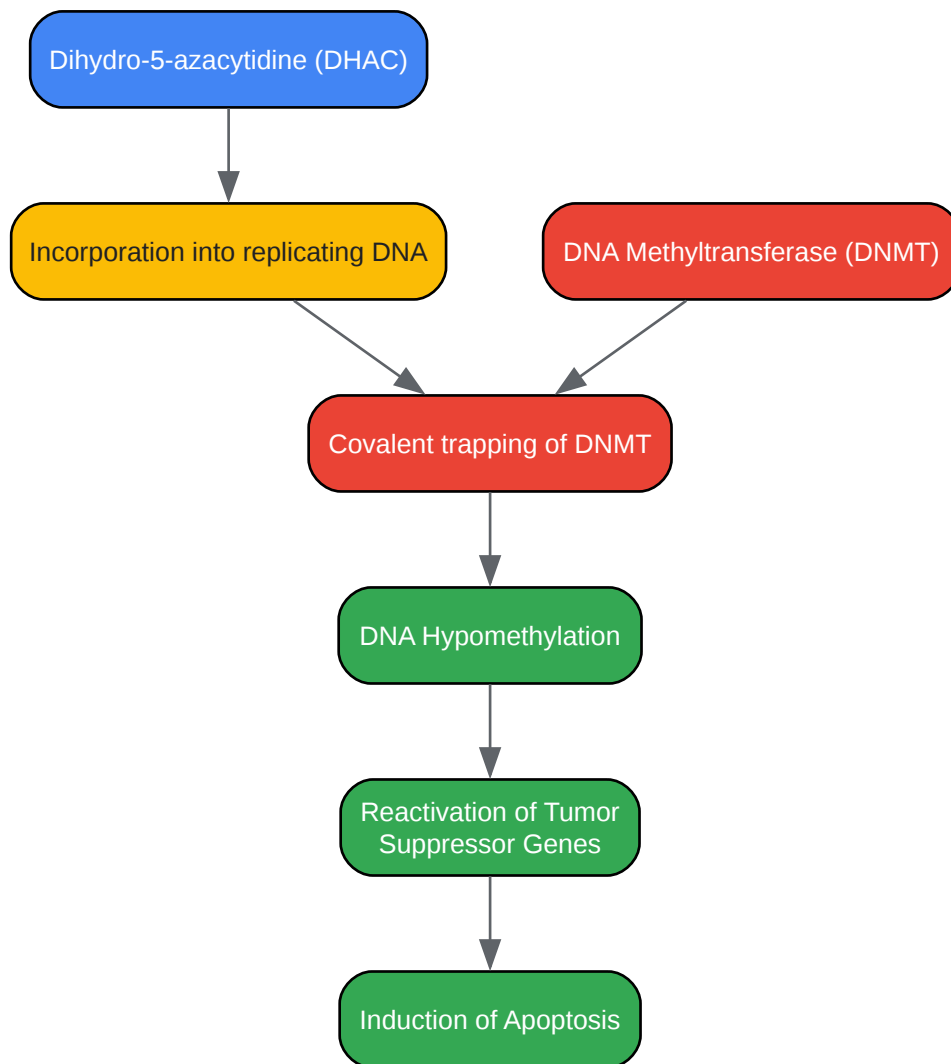 Dihydro-5-azacytidine (DHAC)
Incorporation into replicating DNA
DNA Methyltransferase (DNMT)
Covalent trapping of DNMT
DNA Hypomethylation
Reactivation of Tumor
Suppressor Genes
Induction of Apoptosis